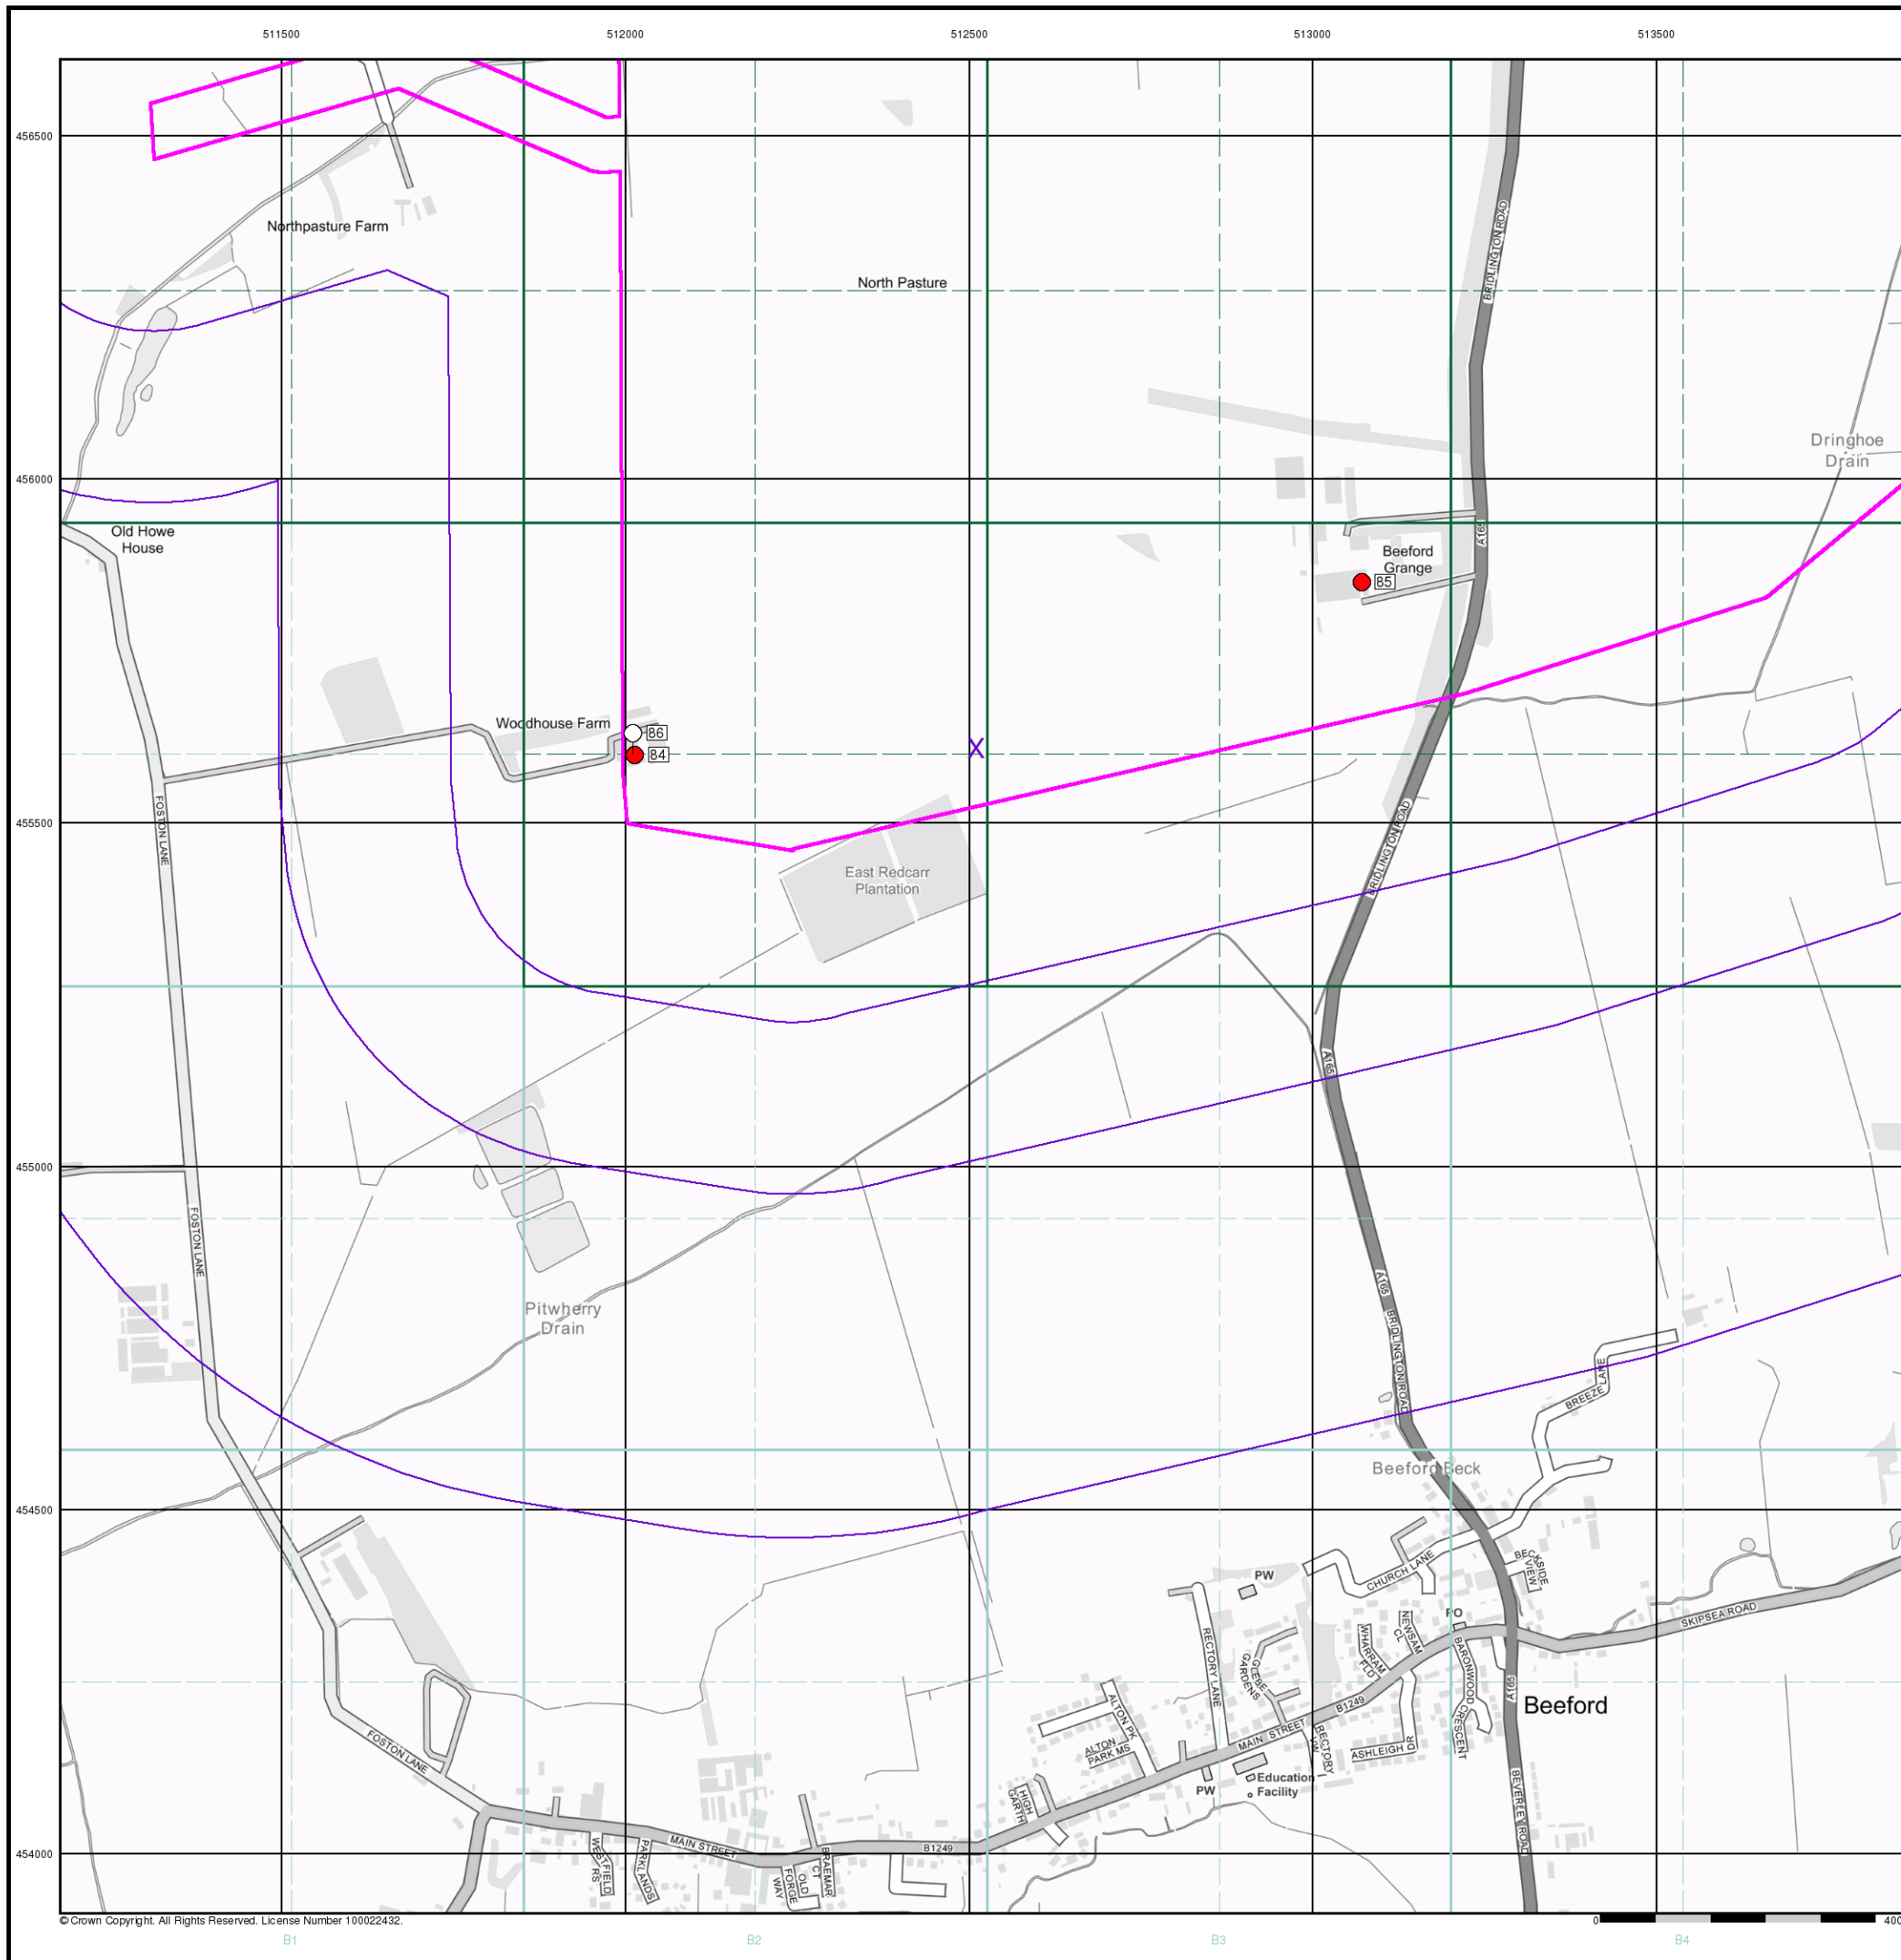 511500 512000 512500 513000 513500
456500
Northpasture Farm
BRIDLINGTON ROAD
North Pasture
Dringhoe
Drain
456000
Old Howe
House
A165
Beeford
Grange
85
Woodhouse Farm
86
84
X
FOSTON LANE
455500
BRIDLINGTON ROAD
East Redcarr
Plantation
A165
455000
FOSTON LANE
A165
Pitwherry
Drain
BRIDLINGTON ROAD
BREEZE LANE
Beeford Beck
454500
BECKSIDE
VIEW
CHURCH LANE
PW
PO
NEWSAM
CL
SKIPSEA ROAD
WHARRAM
FLD
RECTORY LANE
GLEBE
GARDENS
BARONWOOD
CRESCENT
A165
Beeford
B1249
ALTON PK
MAIN STREET
RECTORY
VW
ASHLEIGH DR
ALTON
PARK MS
FOSTON LANE
PW
Education
Facility
HIGH
GARTH
BEVERLEY ROAD
454000
MAIN STREET
B1249
WESTFIELD
RS
PARKLANDS
FORGE
WAY
OLD
BRAEMAR
CT
© Crown Copyright. All Rights Reserved. License Number 100022432.
0 400
B1 B2 B3 B4